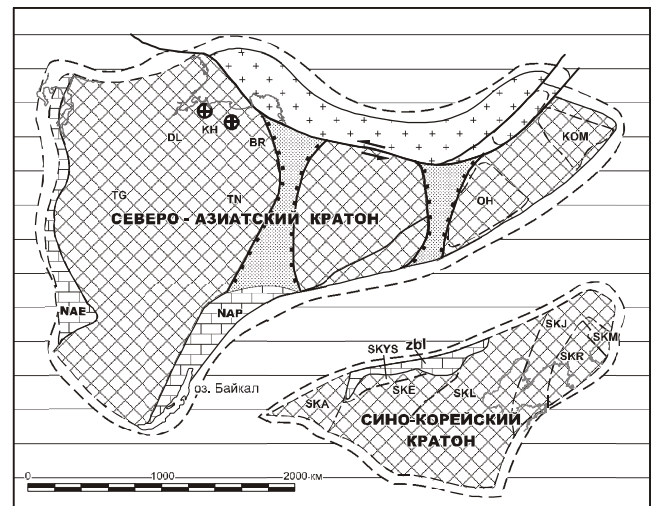 KOM
DL
KH
BR
TG
TN
OH
СЕВЕРО - АЗИАТСКИЙ КРАТОН
NAE
NAP
оз. Байкал
SKJ
SKM
SKR
zbl
SKYS
SKE
SKL
SKA
СИНО-КОРЕЙСКИЙ
КРАТОН
0 1000 2000 км